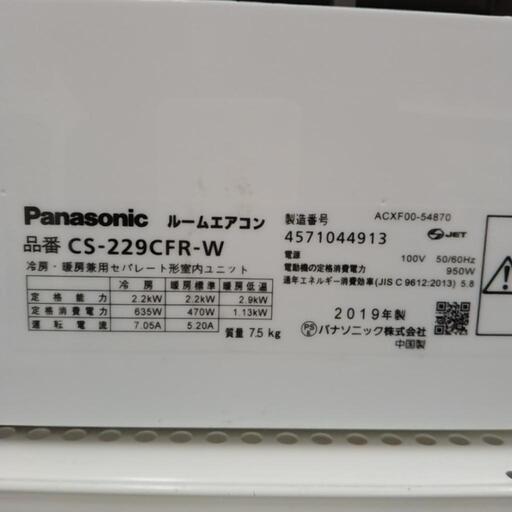 Panasonic ルームエアコン
品番 CS-229CFR-W
冷房・暖房兼用セパレート形室内ユニット
冷 房 暖房標準 暖房低温
定 格 能 力 2.2kW 2.2kW 2.9kW
定格消費電力 635W 470W 1.13kW
運 転 電 流 7.05A 5.20A
質量 7.5 kg
製造番号 ACXF00-54870
4571044913 JET
電源 100V 50/60Hz
電動機の定格消費電力 950W
通年エネルギー消費効率(JIS C 9612:2013) 5.8
2019年製
PS E パナソニック株式会社
中国製